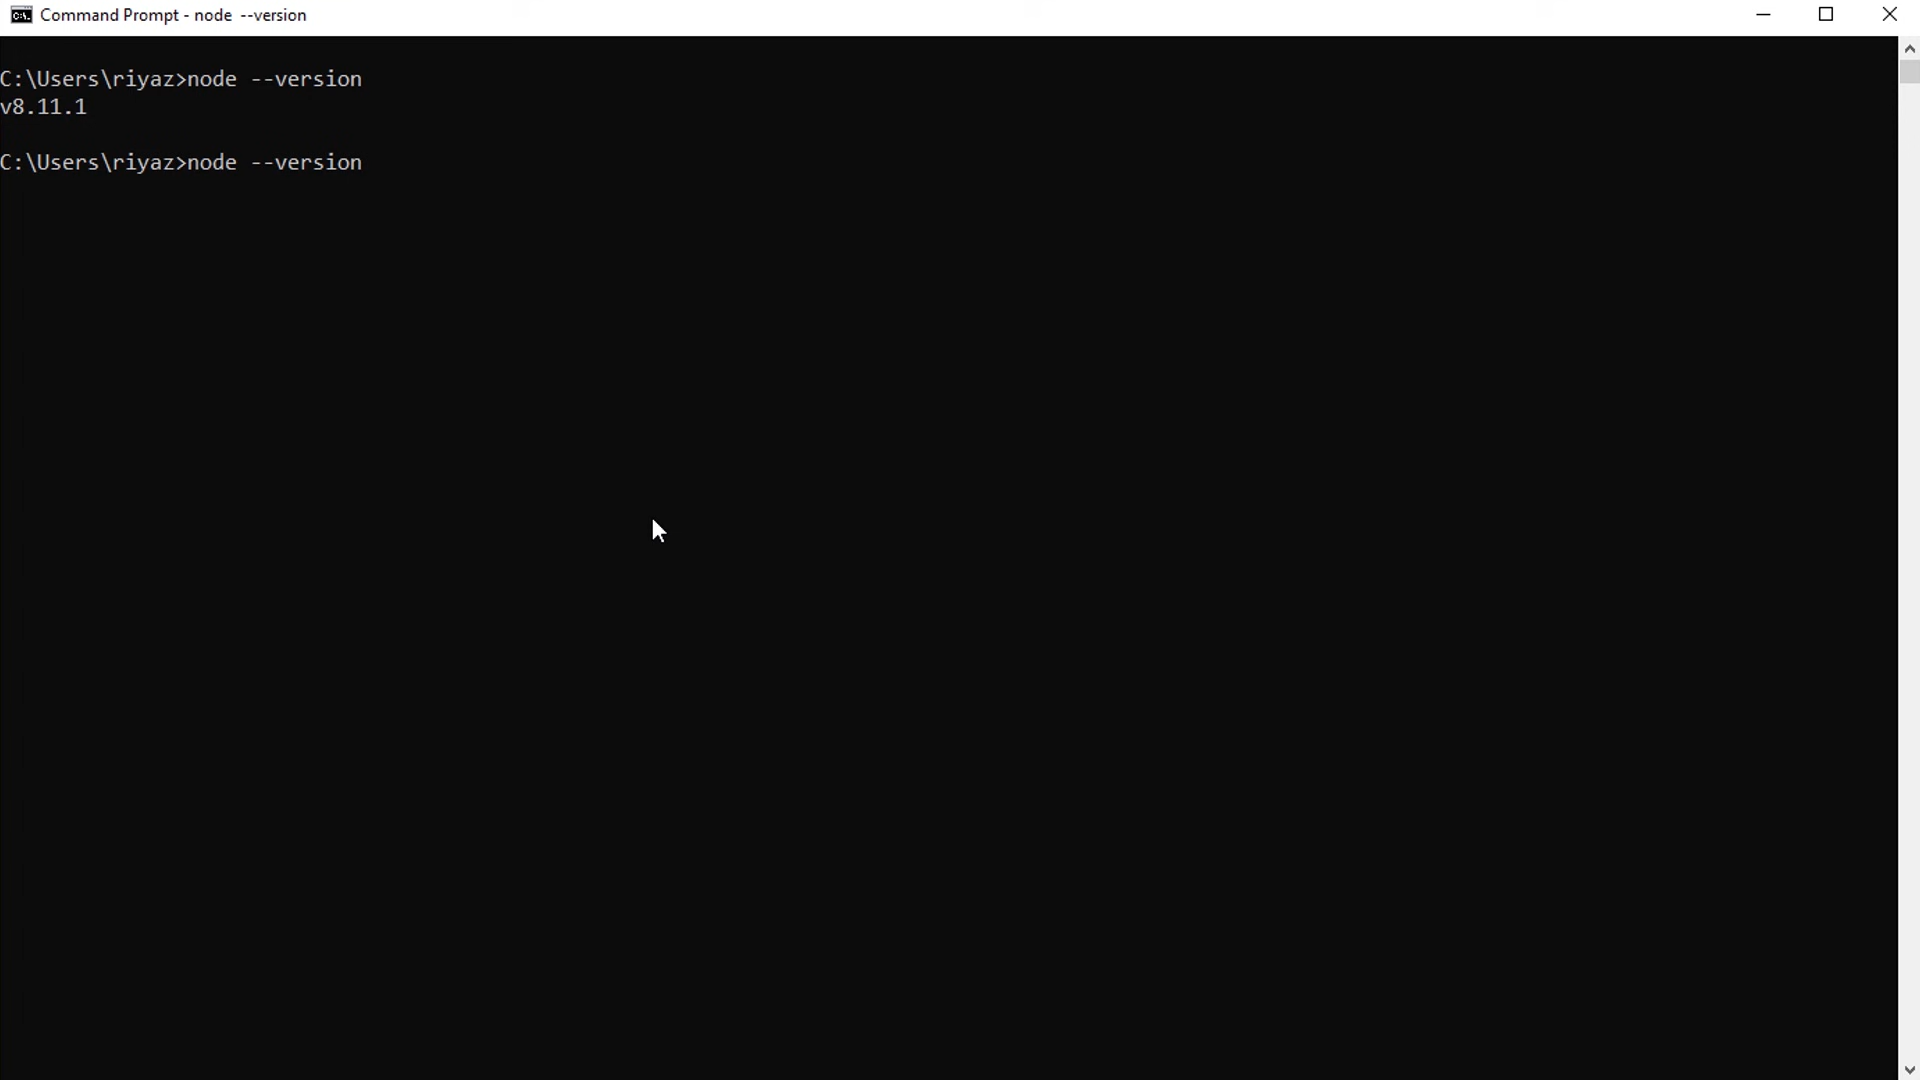 Command Prompt - node  --version
C:\Users\riyaz>node --version
v8.11.1
C:\Users\riyaz>node --version